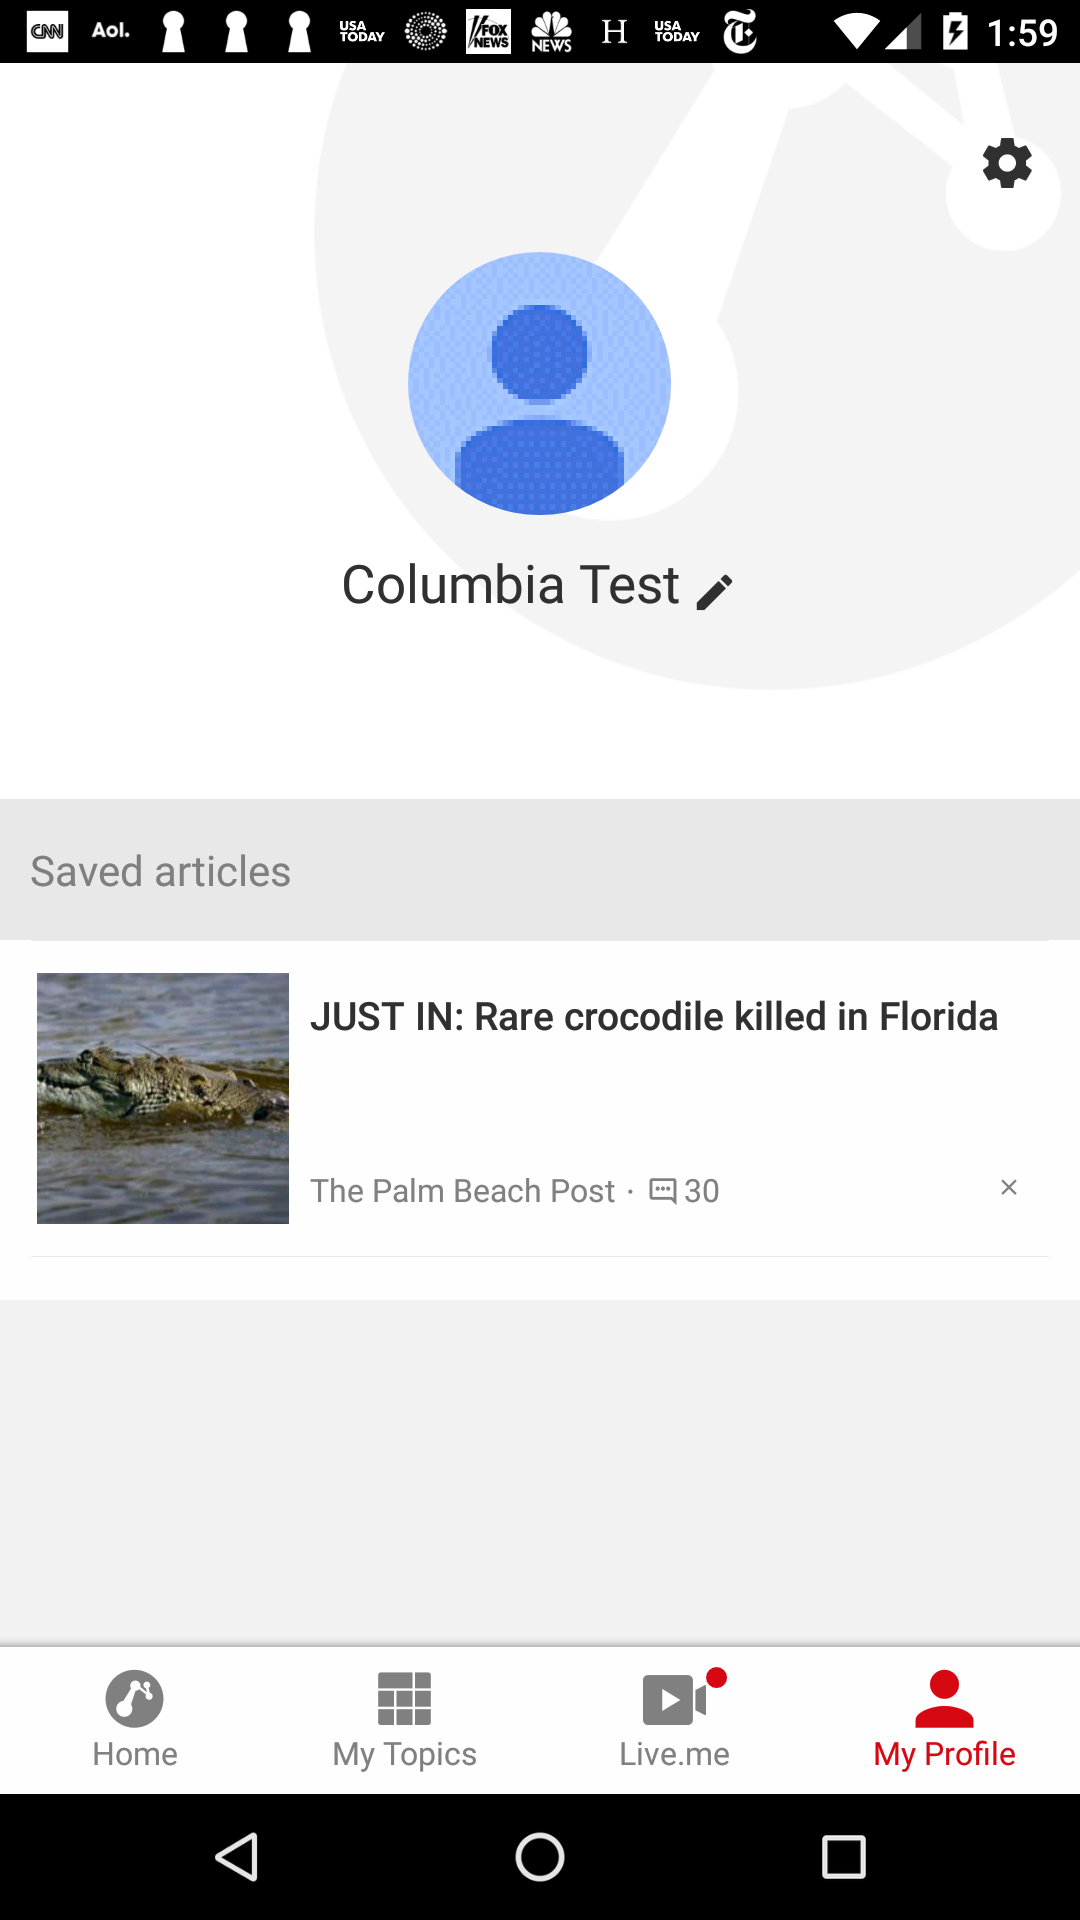 CNN Aol. USA TODAY FOX NEWS NBC NEWS H USA TODAY T 1:59
Columbia Test
Saved articles
JUST IN: Rare crocodile killed in Florida
The Palm Beach Post · 30
Home My Topics Live.me My Profile